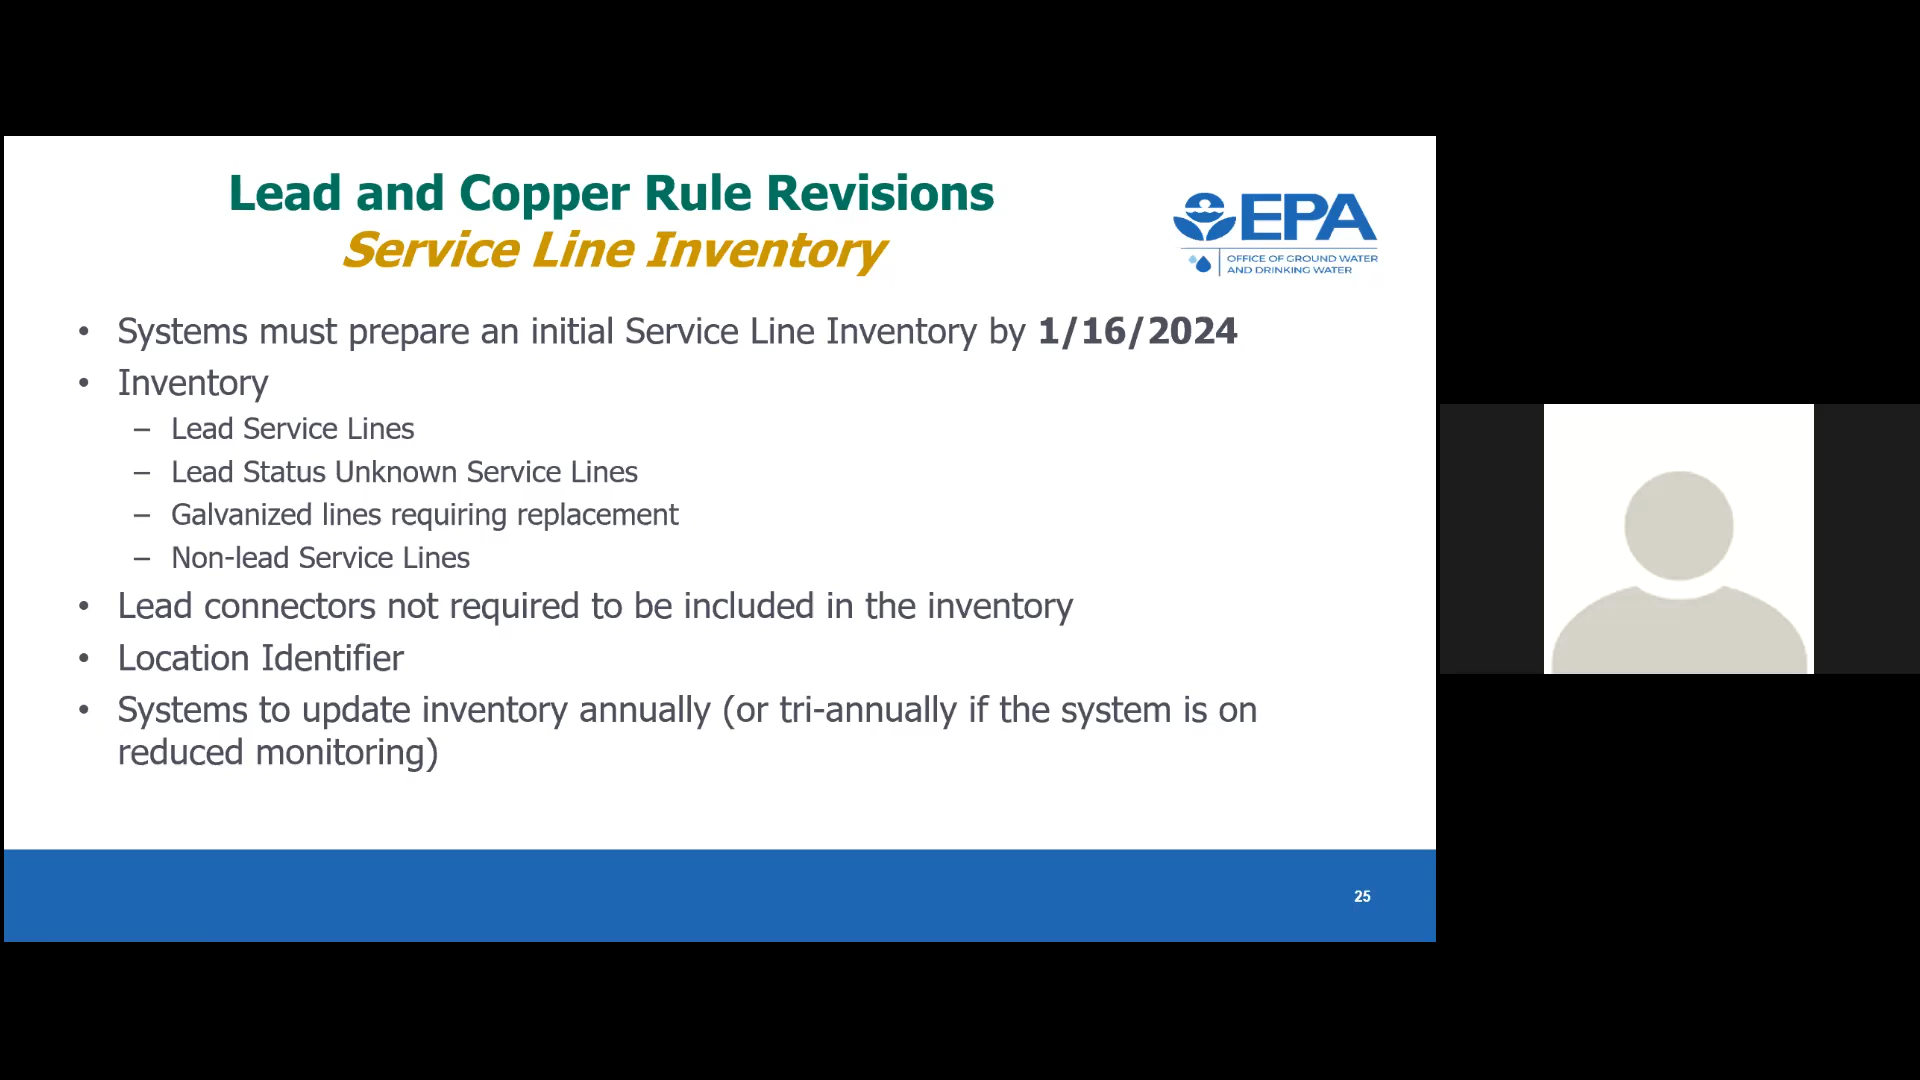 Lead and Copper Rule Revisions
Service Line Inventory
EPA
OFFICE OF GROUND WATER
AND DRINKING WATER
• Systems must prepare an initial Service Line Inventory by 1/16/2024
• Inventory
– Lead Service Lines
– Lead Status Unknown Service Lines
– Galvanized lines requiring replacement
– Non-lead Service Lines
• Lead connectors not required to be included in the inventory
• Location Identifier
• Systems to update inventory annually (or tri-annually if the system is on
reduced monitoring)
25